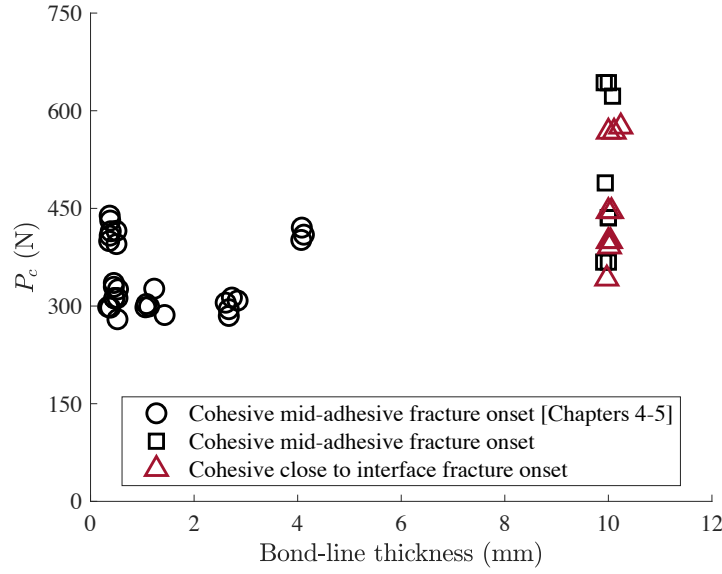 750
600
450
300
150
0
P_c (N)
0 2 4 6 8 10 12
Bond-line thickness (mm)
Cohesive mid-adhesive fracture onset [Chapters 4-5]
Cohesive mid-adhesive fracture onset
Cohesive close to interface fracture onset